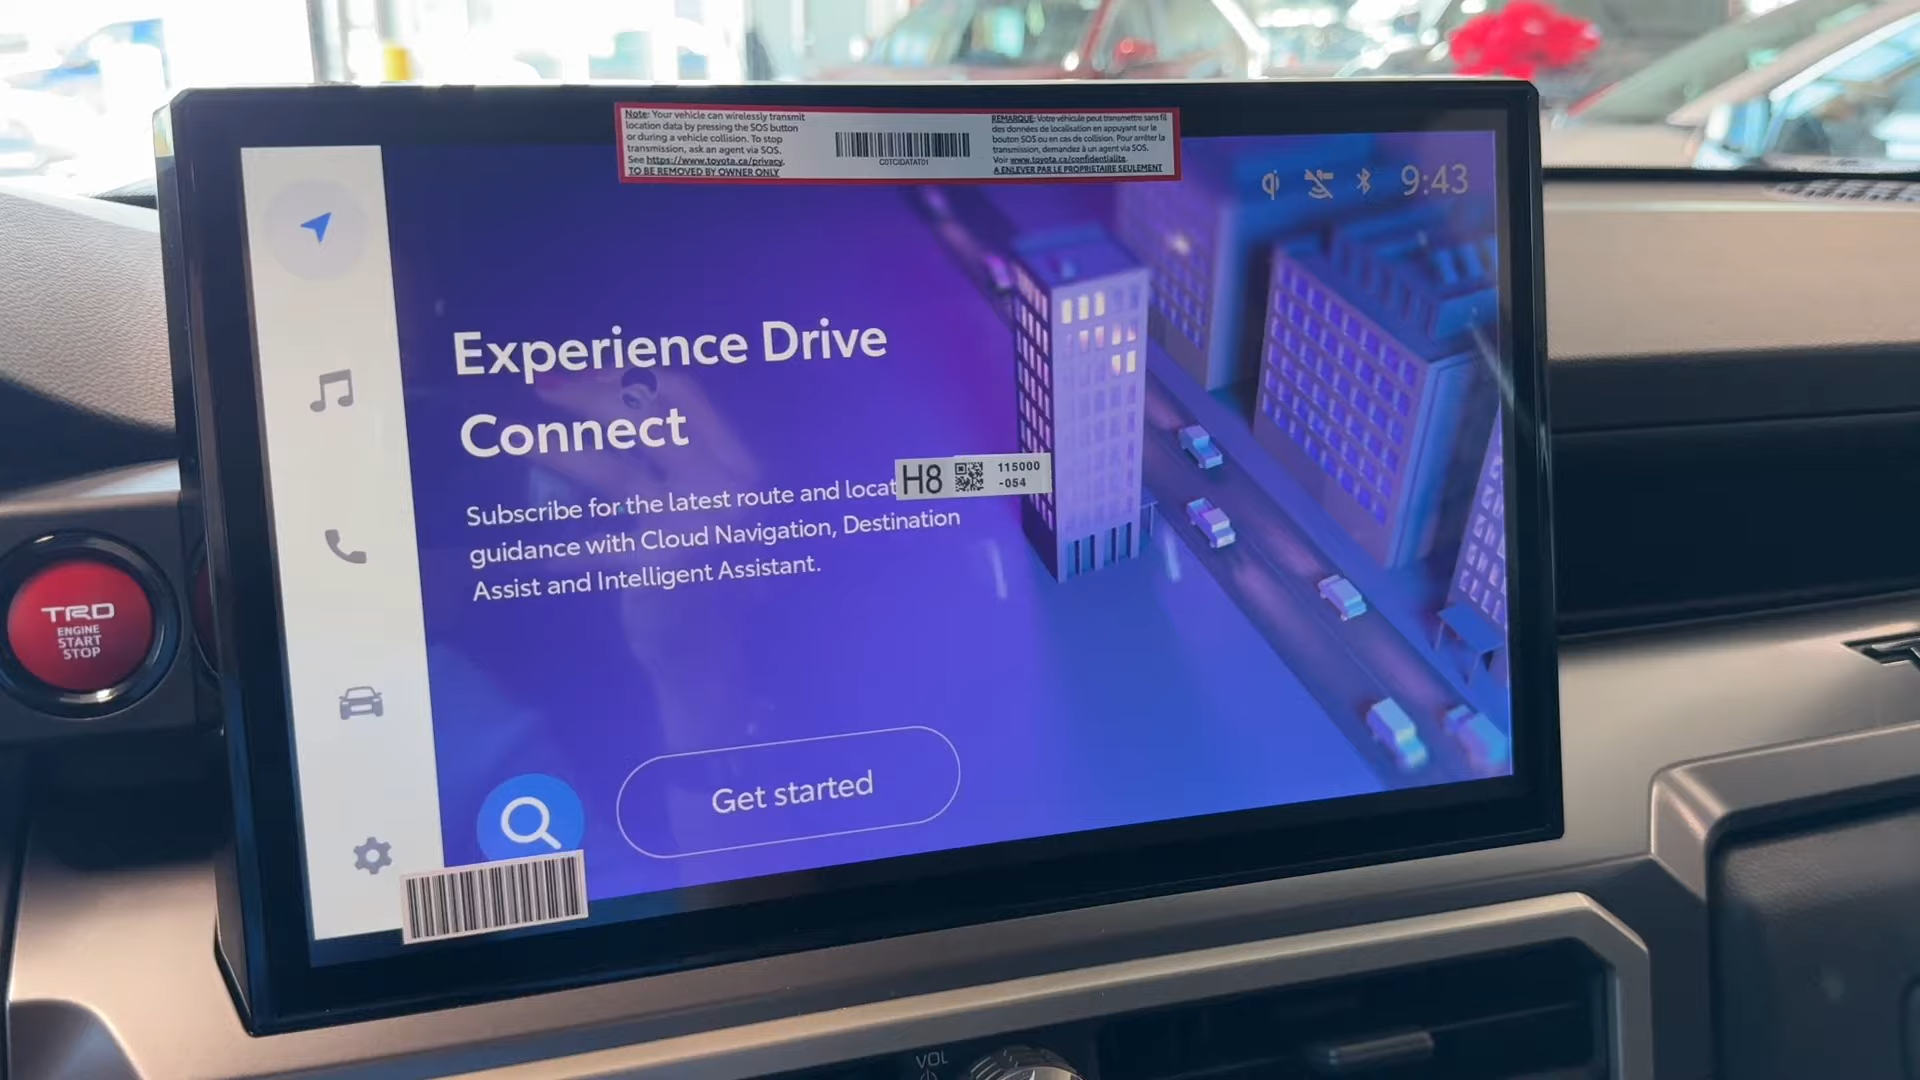 Note: Your vehicle can wirelessly transmit
location data by pressing the SOS button
or during a vehicle collision. To stop
transmission, ask an agent via SOS.
See https://www.toyota.ca/privacy.
TO BE REMOVED BY OWNER ONLY
C0TCIDATAT01
REMARQUE: Votre véhicule peut transmettre sans fil
des données de localisation en appuyant sur le
bouton SOS ou en cas de collision. Pour arrêter la
transmission, demandez à un agent via SOS.
Voir www.toyota.ca/confidentialite.
A ENLEVER PAR LE PROPRIETAIRE SEULEMENT
9:43
Experience Drive
Connect
Subscribe for the latest route and locat
guidance with Cloud Navigation, Destination
Assist and Intelligent Assistant.
H8
115000
-054
Get started
TRD
ENGINE
START
STOP
VOL